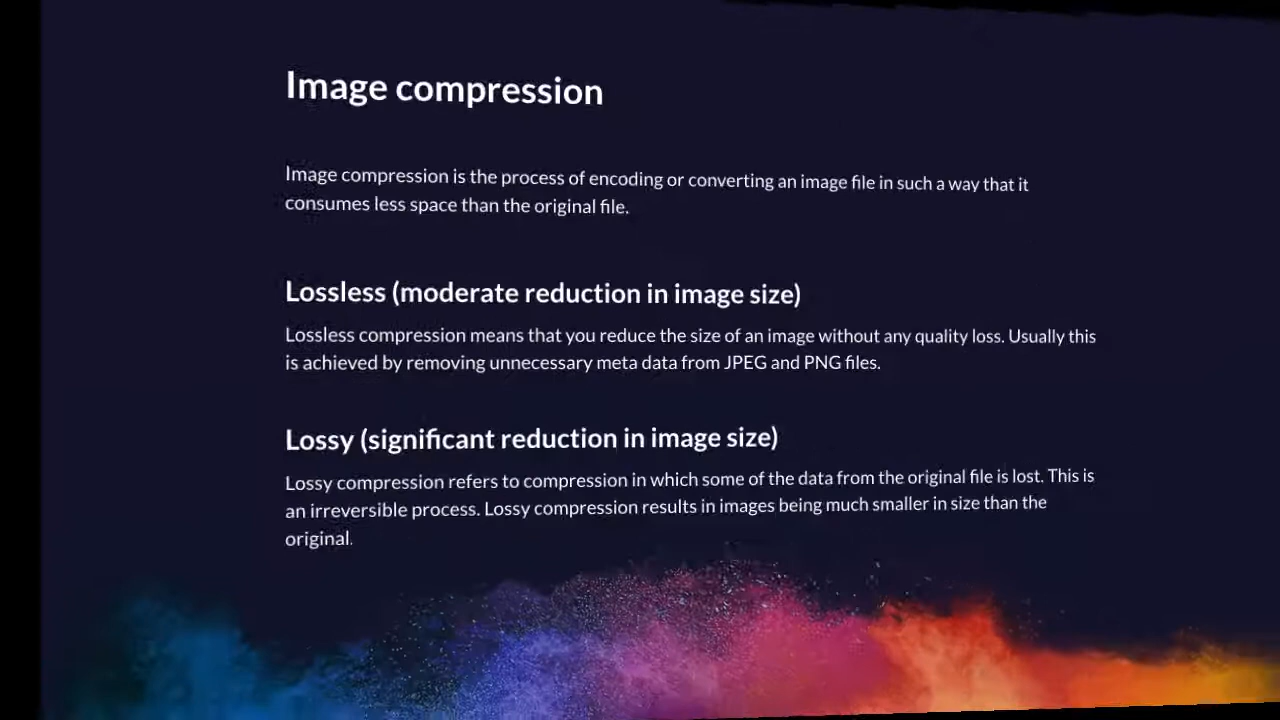 Image compression
Image compression is the process of encoding or converting an image file in such a way that it
consumes less space than the original file.
Lossless (moderate reduction in image size)
Lossless compression means that you reduce the size of an image without any quality loss. Usually this
is achieved by removing unnecessary meta data from JPEG and PNG files.
Lossy (significant reduction in image size)
Lossy compression refers to compression in which some of the data from the original file is lost. This is
an irreversible process. Lossy compression results in images being much smaller in size than the
original.